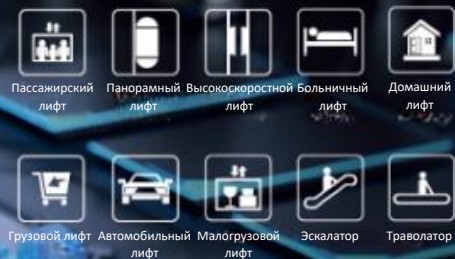 Пассажирский Панорамный Высокоскоростной Больничный Домашний
лифт лифт лифт лифт лифт
Грузовой лифт Автомобильный Малогрузовой Эскалатор Траволатор
лифт лифт